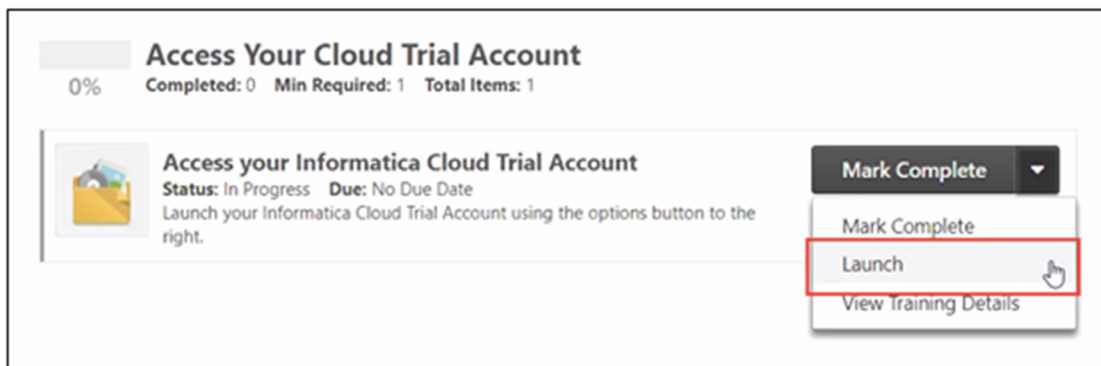 Access Your Cloud Trial Account
0%
Completed: 0 Min Required: 1 Total Items: 1
Access your Informatica Cloud Trial Account
Status: In Progress Due: No Due Date
Launch your Informatica Cloud Trial Account using the options button to the
right.
Mark Complete
Mark Complete
Launch
View Training Details